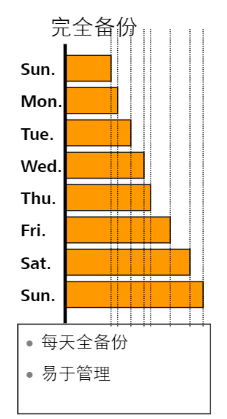 完全备份
Sun.
Mon.
Tue.
Wed.
Thu.
Fri.
Sat.
Sun.
• 每天全备份
• 易于管理